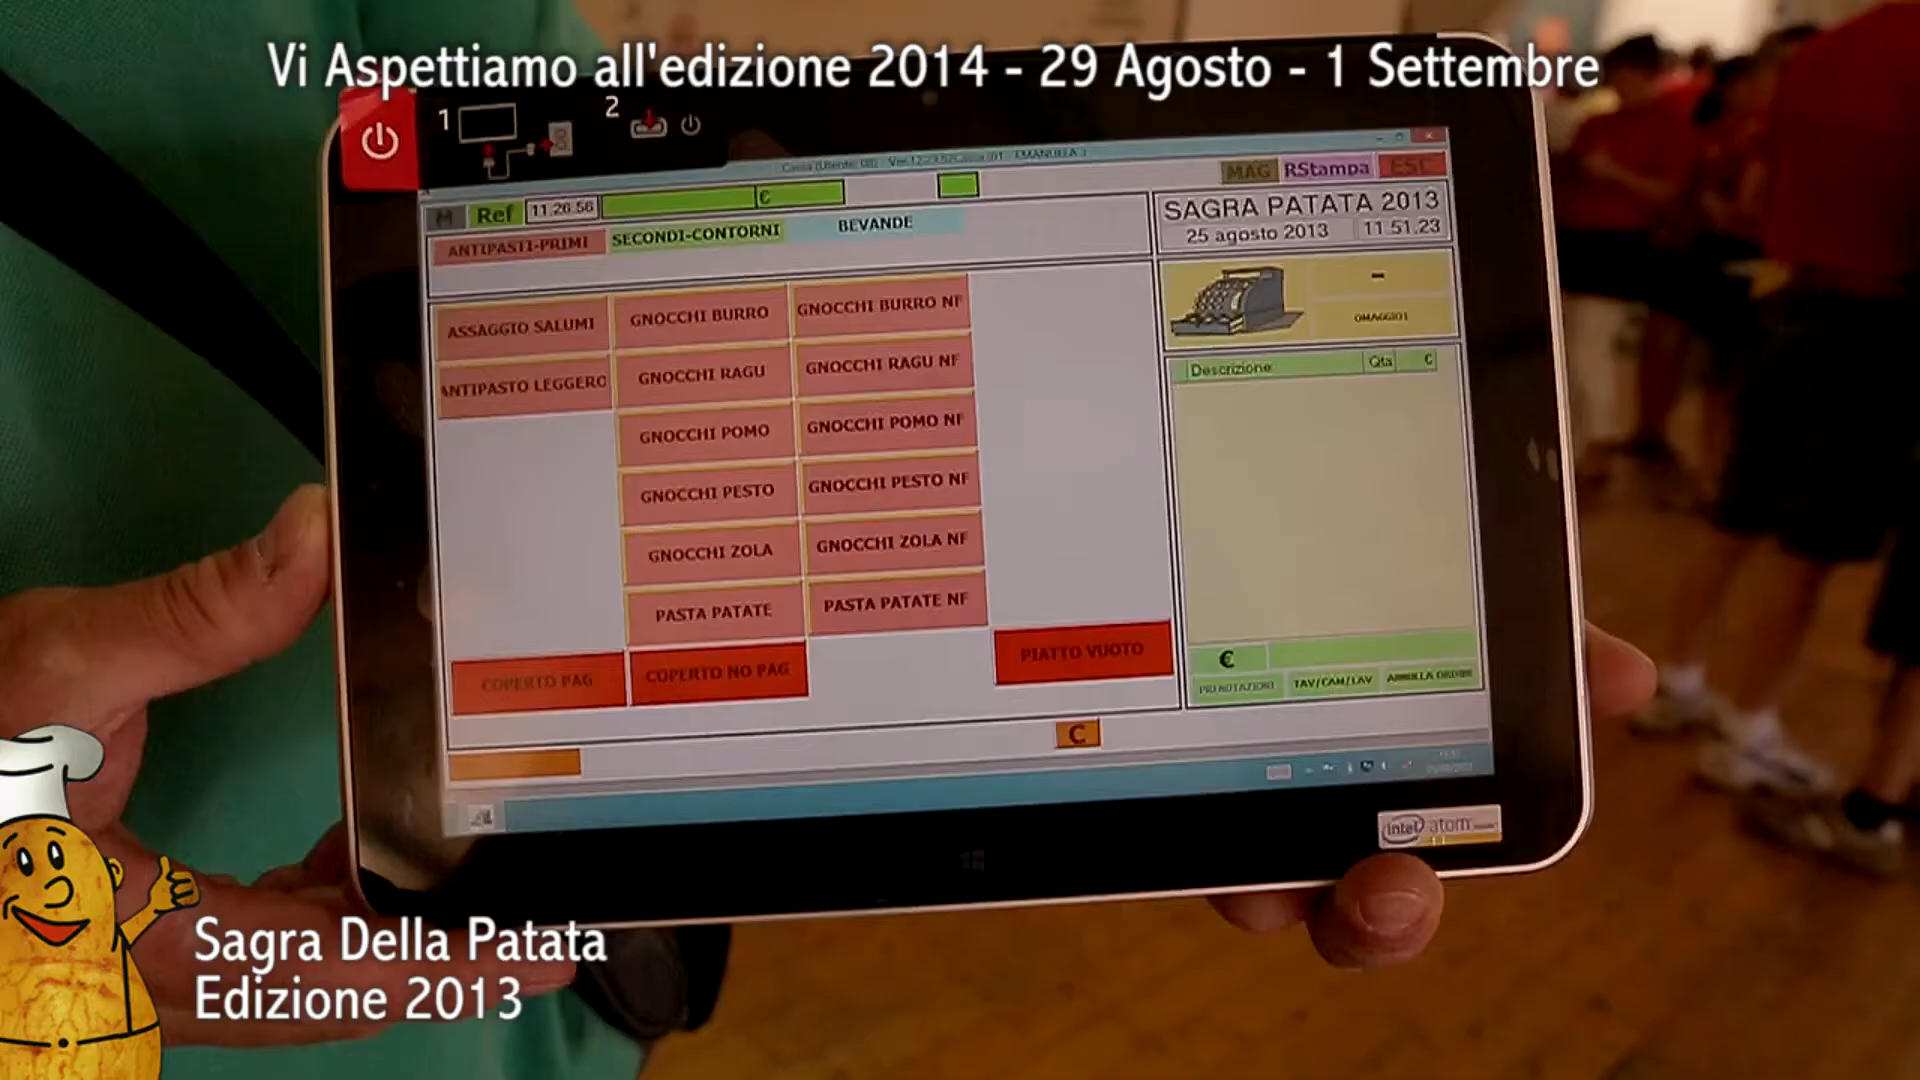 Vi Aspettiamo all'edizione 2014 - 29 Agosto - 1 Settembre
1 2
MAG RStampa ESC
M Ref 11.26.56 €
SAGRA PATATA 2013
25 agosto 2013 11 51.23
ANTIPASTI-PRIMI SECONDI-CONTORNI BEVANDE
-
OMAGGIO1
ASSAGGIO SALUMI GNOCCHI BURRO GNOCCHI BURRO NF
ANTIPASTO LEGGERO GNOCCHI RAGU GNOCCHI RAGU NF
Descrizione Qta €
GNOCCHI POMO GNOCCHI POMO NF
GNOCCHI PESTO GNOCCHI PESTO NF
GNOCCHI ZOLA GNOCCHI ZOLA NF
PASTA PATATE PASTA PATATE NF
COPERTO PAG COPERTO NO PAG PIATTO VUOTO
€
PRENOTAZIONI TAV/CAM/LAV ANNULLA ORDINE
C
intel atom
Sagra Della Patata
Edizione 2013